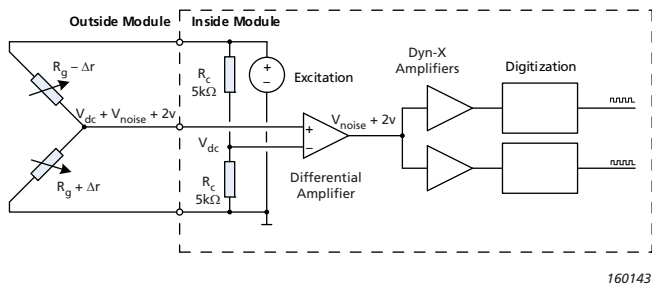 Outside Module
Inside Module
Dyn-X
Amplifiers
Digitization
Rg – Δr
Rc
5kΩ
+
–
Excitation
Vdc + Vnoise + 2v
Vnoise + 2v
+
–
Vdc
Rg + Δr
Rc
5kΩ
Differential
Amplifier
160143